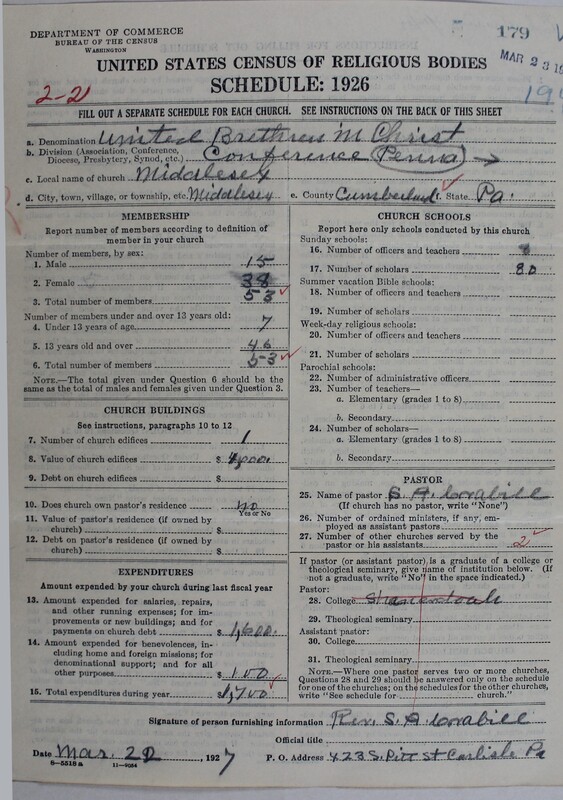 DEPARTMENT OF COMMERCE
BUREAU OF THE CENSUS
WASHINGTON
179
MAR 23 19
UNITED STATES CENSUS OF RELIGIOUS BODIES
SCHEDULE: 1926
2-21
FILL OUT A SEPARATE SCHEDULE FOR EACH CHURCH. SEE INSTRUCTIONS ON THE BACK OF THIS SHEET
a. Denomination United Brethren in Christ
b. Division (Association, Conference, Diocese, Presbytery, Synod, etc.) Conference Penna
c. Local name of church Middlesex
d. City, town, village, or township, etc. Middlesex e. County Cumberland f. State Pa.
MEMBERSHIP
Report number of members according to definition of member in your church
Number of members, by sex:
1. Male 15
2. Female 38
3. Total number of members 53
Number of members under and over 13 years old:
4. Under 13 years of age 7
5. 13 years old and over 46
6. Total number of members 53
NOTE.—The total given under Question 6 should be the same as the total of males and females given under Question 3.
CHURCH BUILDINGS
See instructions, paragraphs 10 to 12
7. Number of church edifices 1
8. Value of church edifices $ 4,000.
9. Debt on church edifices $
10. Does church own pastor's residence no
Yes or No
11. Value of pastor's residence (if owned by church) $
12. Debt on pastor's residence (if owned by church) $
EXPENDITURES
Amount expended by your church during last fiscal year
13. Amount expended for salaries, repairs, and other running expenses; for improvements or new buildings; and for payments on church debt $ 1,600.
14. Amount expended for benevolences, including home and foreign missions; for denominational support; and for all other purposes $ 100
15. Total expenditures during year $ 1,700
CHURCH SCHOOLS
Report here only schools conducted by this church
Sunday schools:
16. Number of officers and teachers
17. Number of scholars 80
Summer vacation Bible schools:
18. Number of officers and teachers
19. Number of scholars
Week-day religious schools:
20. Number of officers and teachers
21. Number of scholars
Parochial schools:
22. Number of administrative officers
23. Number of teachers—
a. Elementary (grades 1 to 8)
b. Secondary
24. Number of scholars—
a. Elementary (grades 1 to 8)
b. Secondary
PASTOR
25. Name of pastor S. A.
(If church has no pastor, write "None")
26. Number of ordained ministers, if any, employed as assistant pastors
27. Number of other churches served by the pastor or his assistants 2
If pastor (or assistant pastor) is a graduate of a college or theological seminary, give name of institution below. (If not a graduate, write "No" in the space indicated.)
Pastor:
28. College
29. Theological seminary
Assistant pastor:
30. College
31. Theological seminary
NOTE.—Where one pastor serves two or more churches, Questions 28 and 29 should be answered only on the schedule for one of the churches; on the schedules for the other churches, write "See schedule for ------ church."
Signature of person furnishing information Rev. S. A.
Official title
Date Mar. 22, 1927 P. O. Address 423 S. Pitt St Carlisle Pa
8-5318 a 11-9034